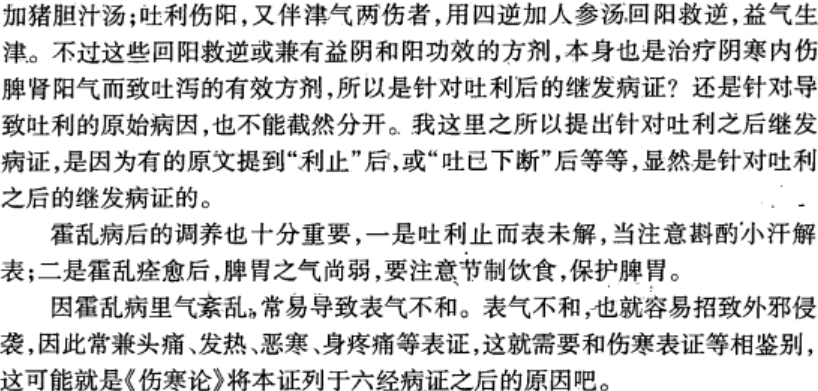 加猪胆汁汤;吐利伤阳,又伴津气两伤者,用四逆加人参汤回阳救逆,益气生
津。不过这些回阳救逆或兼有益阴和阳功效的方剂,本身也是治疗阴寒内伤
脾肾阳气而致吐泻的有效方剂,所以是针对吐利后的继发病证?还是针对导
致吐利的原始病因,也不能截然分开。我这里之所以提出针对吐利之后继发
病证,是因为有的原文提到“利止”后,或“吐已下断”后等等,显然是针对吐利
之后的继发病证的。
霍乱病后的调养也十分重要,一是吐利止而表未解,当注意斟酌小汗解
表;二是霍乱痊愈后,脾胃之气尚弱,要注意节制饮食,保护脾胃。
因霍乱病里气紊乱,常易导致表气不和。表气不和,也就容易招致外邪侵
袭,因此常兼头痛、发热、恶寒、身疼痛等表证,这就需要和伤寒表证等相鉴别,
这可能就是《伤寒论》将本证列于六经病证之后的原因吧。